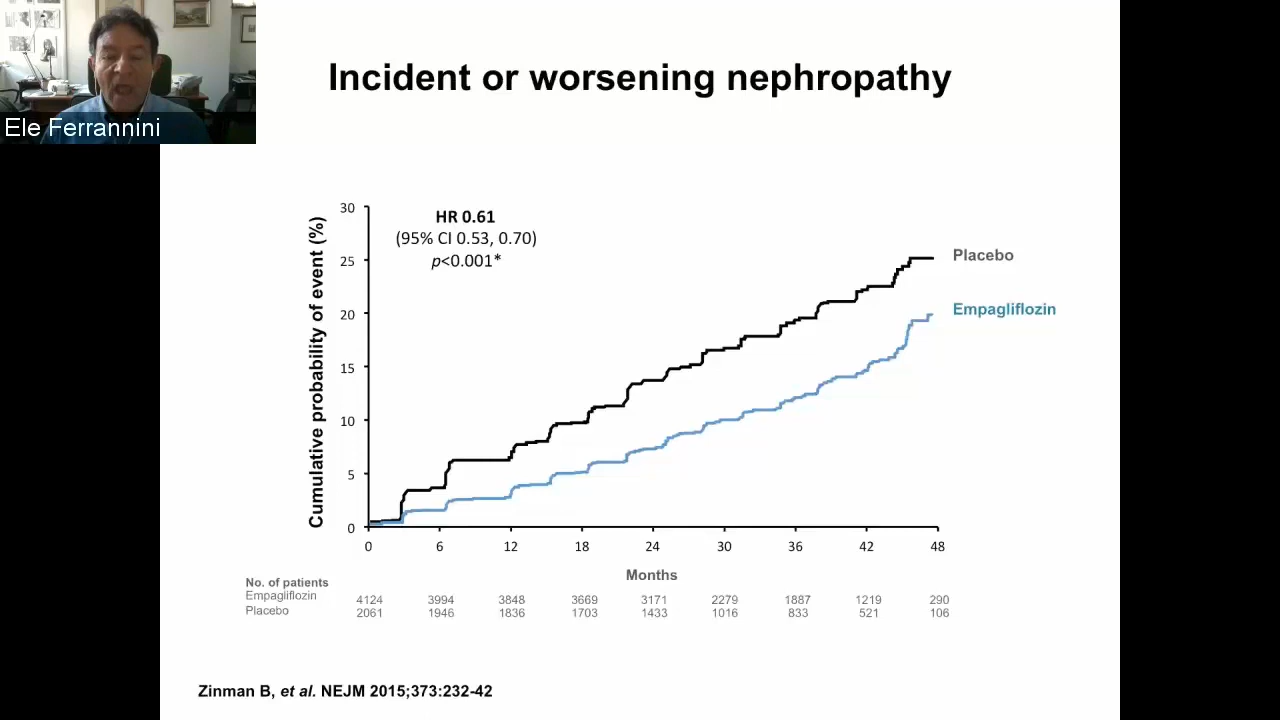 Ele Ferrannini
Incident or worsening nephropathy
Cumulative probability of event (%)
30
25
20
15
10
5
0
HR 0.61
(95% CI 0.53, 0.70)
p<0.001*
Placebo
Empagliflozin
0 6 12 18 24 30 36 42 48
Months
No. of patients
Empagliflozin 4124 3994 3848 3669 3171 2279 1887 1219 290
Placebo 2061 1946 1836 1703 1433 1016 833 521 106
Zinman B, et al. NEJM 2015;373:232-42